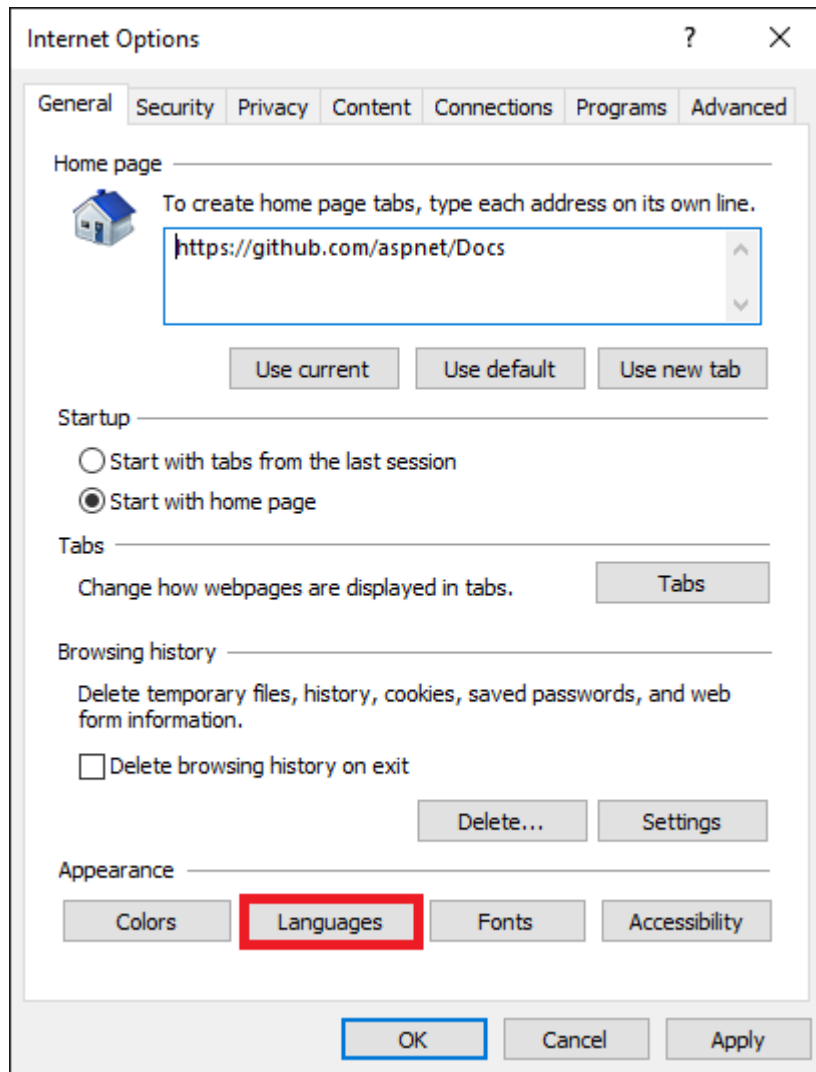 Internet Options ?
General Security Privacy Content Connections Programs Advanced
Home page
To create home page tabs, type each address on its own line.
https://github.com/aspnet/Docs
Use current Use default Use new tab
Startup
Start with tabs from the last session
Start with home page
Tabs
Change how webpages are displayed in tabs. Tabs
Browsing history
Delete temporary files, history, cookies, saved passwords, and web
form information.
Delete browsing history on exit
Delete... Settings
Appearance
Colors Languages Fonts Accessibility
OK Cancel Apply